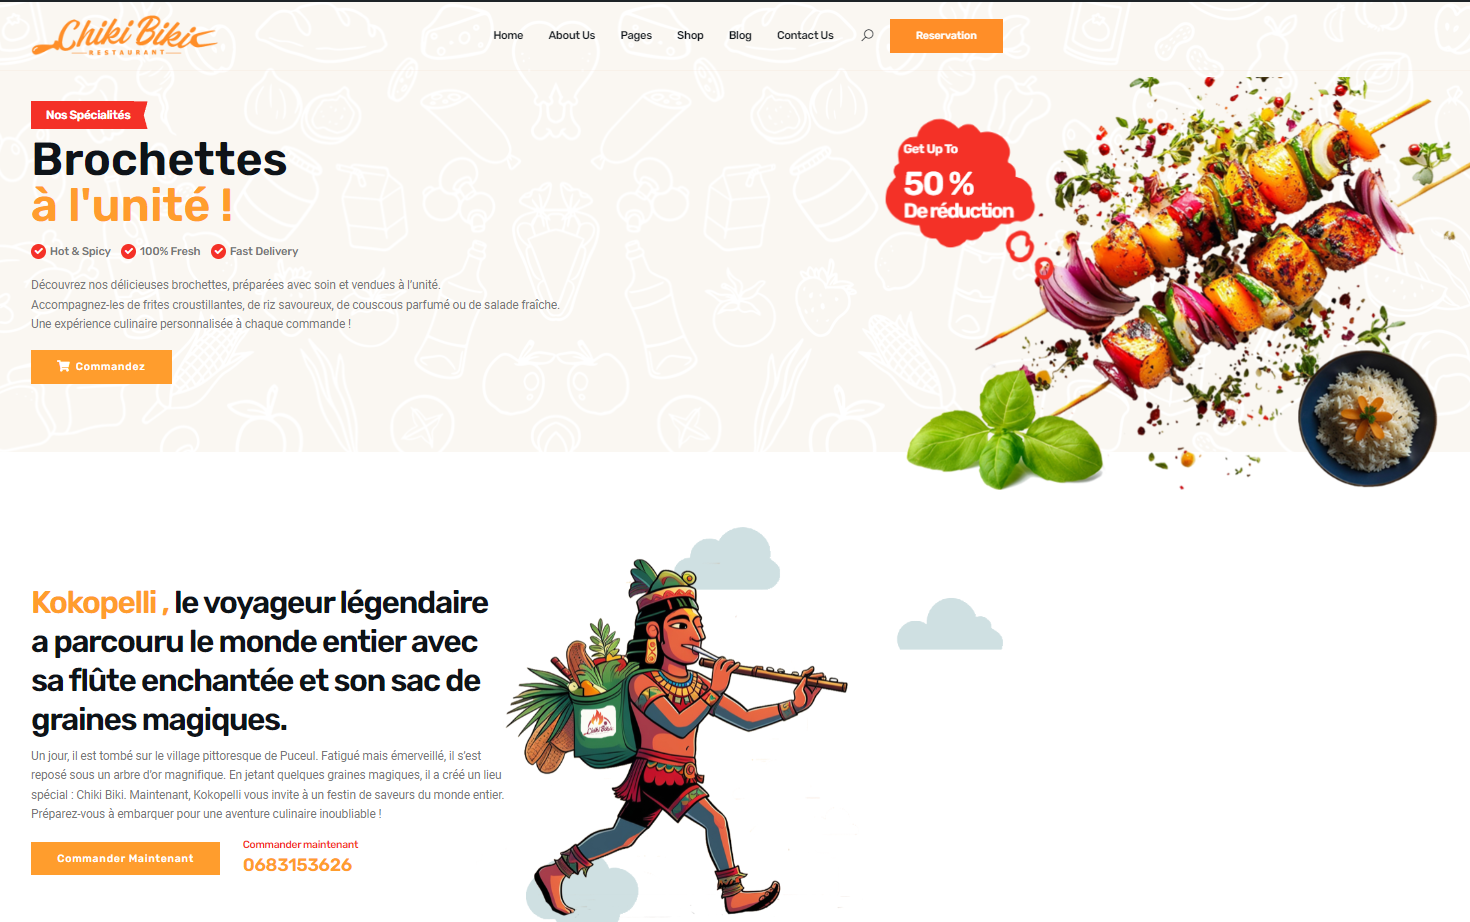 Chiki Biki
RESTAURANT
Home
About Us
Pages
Shop
Blog
Contact Us
Reservation
Nos Spécialités
Brochettes
à l'unité !
Hot & Spicy
100% Fresh
Fast Delivery
Découvrez nos délicieuses brochettes, préparées avec soin et vendues à l'unité.
Accompagnez-les de frites croustillantes, de riz savoureux, de couscous parfumé ou de salade fraîche.
Une expérience culinaire personnalisée à chaque commande !
Commandez
Get Up To
50 %
De réduction
Kokopelli , le voyageur légendaire
a parcouru le monde entier avec
sa flûte enchantée et son sac de
graines magiques.
Un jour, il est tombé sur le village pittoresque de Puceul. Fatigué mais émerveillé, il s'est
reposé sous un arbre d'or magnifique. En jetant quelques graines magiques, il a créé un lieu
spécial : Chiki Biki. Maintenant, Kokopelli vous invite à un festin de saveurs du monde entier.
Préparez-vous à embarquer pour une aventure culinaire inoubliable !
Commander Maintenant
Commander maintenant
0683153626
Chiki Biki